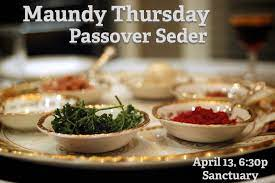 Maundy Thursday
Passover Seder
April 13, 6:30p
Sanctuary